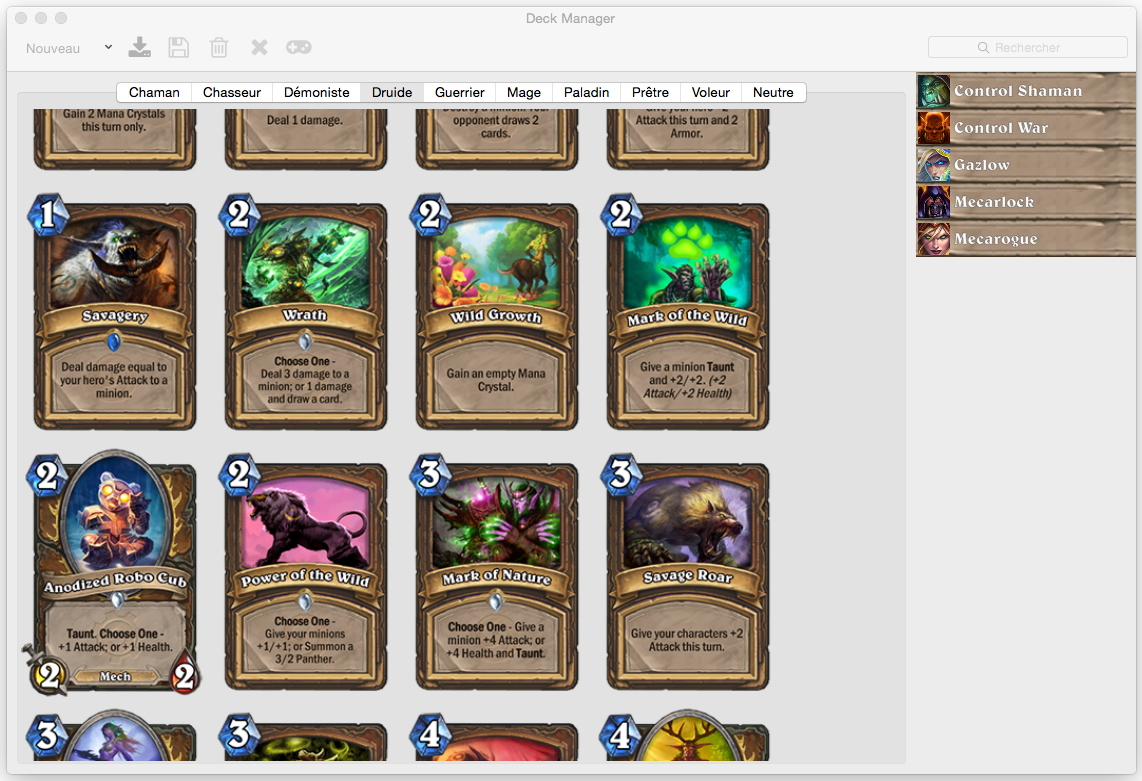 Deck Manager
Nouveau
Rechercher
Chaman Chasseur Démoniste Druide Guerrier Mage Paladin Prêtre Voleur Neutre
Control Shaman
Control War
Gazlow
Mecarlock
Mecarogue
Gain 2 Mana Crystals
this turn only.
Deal 1 damage.
opponent draws 2
cards.
Attack this turn and 2
Armor.
1
Savagery
Deal damage equal to
your hero's Attack to a
minion.
2
Wrath
Choose One -
Deal 3 damage to a
minion; or 1 damage
and draw a card.
2
Wild Growth
Gain an empty Mana
Crystal.
2
Mark of the Wild
Give a minion Taunt
and +2/+2. (+2
Attack/+2 Health)
2
Anodized Robo Cub
Taunt. Choose One -
+1 Attack; or +1 Health.
2
Mech
2
2
Power of the Wild
Choose One -
Give your minions
+1/+1; or Summon a
3/2 Panther.
3
Mark of Nature
Choose One - Give a
minion +4 Attack; or
+4 Health and Taunt.
3
Savage Roar
Give your characters +2
Attack this turn.
3
3
4
4